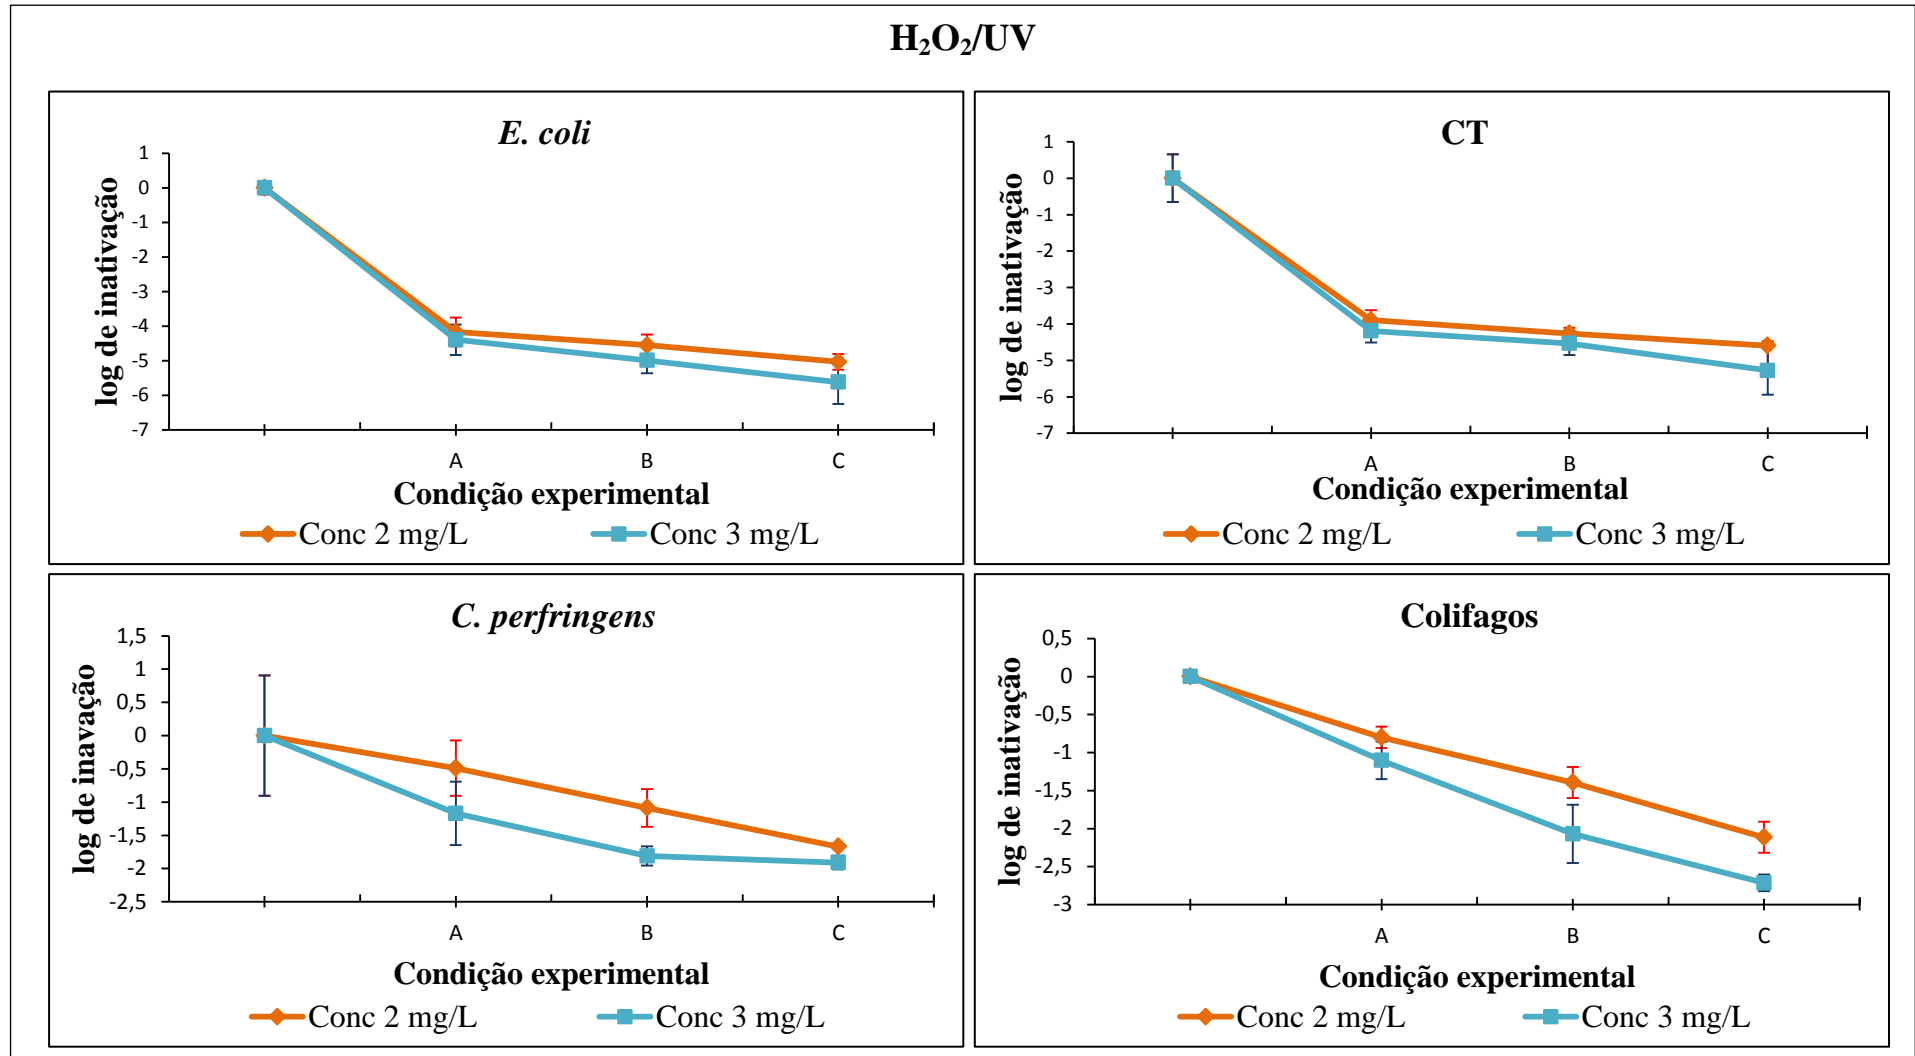 H₂O₂/UV
E. coli
log de inativação
1
0
-1
-2
-3
-4
-5
-6
-7
A B C
Condição experimental
Conc 2 mg/L Conc 3 mg/L
CT
log de inativação
1
0
-1
-2
-3
-4
-5
-6
-7
A B C
Condição experimental
Conc 2 mg/L Conc 3 mg/L
C. perfringens
log de inavação
1,5
1
0,5
0
-0,5
-1
-1,5
-2
-2,5
A B C
Condição experimental
Conc 2 mg/L Conc 3 mg/L
Colifagos
log de inativação
0,5
0
-0,5
-1
-1,5
-2
-2,5
-3
A B C
Condição experimental
Conc 2 mg/L Conc 3 mg/L